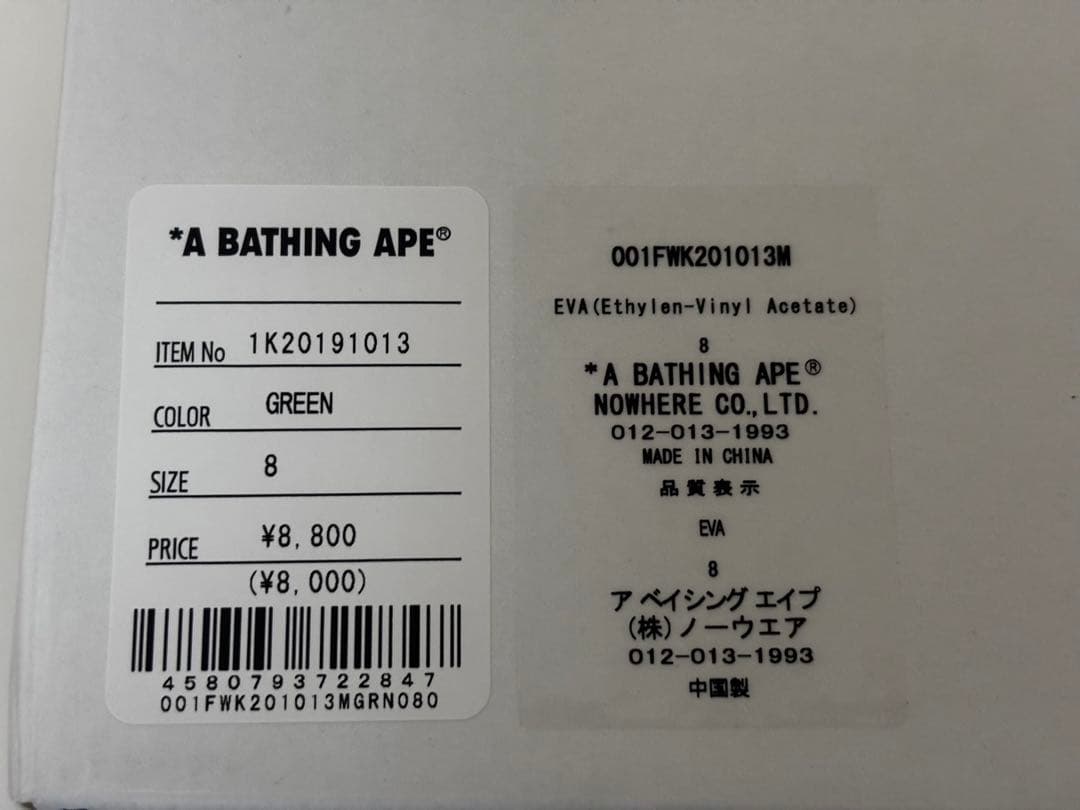 *A BATHING APE®
ITEM No 1K20191013
COLOR GREEN
SIZE 8
PRICE ¥8,800
(¥8,000)
4580793722847
001FWK201013MGRN080
001FWK201013M
EVA(Ethylen-Vinyl Acetate)
8
*A BATHING APE®
NOWHERE CO.,LTD.
012-013-1993
MADE IN CHINA
品質表示
EVA
8
ア ベイシング エイプ
(株)ノーウエア
012-013-1993
中国製